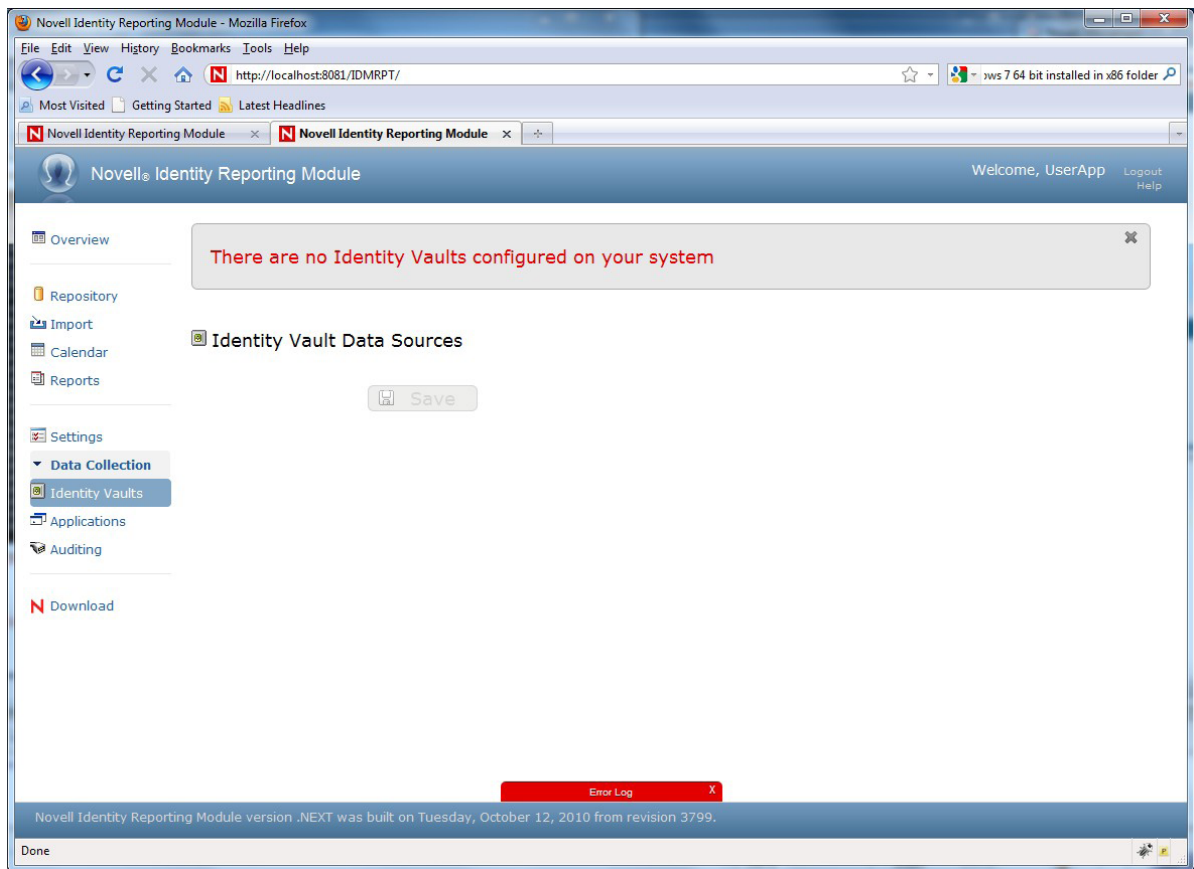 Novell Identity Reporting Module - Mozilla Firefox
File Edit View History Bookmarks Tools Help
http://localhost:8081/IDMRPT/
ows 7 64 bit installed in x86 folder
Most Visited Getting Started Latest Headlines
Novell Identity Reporting Module x Novell Identity Reporting Module x
Novell® Identity Reporting Module
Welcome, UserApp Logout
Help
Overview
There are no Identity Vaults configured on your system
Repository
Import
Calendar
Reports
Identity Vault Data Sources
Save
Settings
Data Collection
Identity Vaults
Applications
Auditing
N Download
Error Log X
Novell Identity Reporting Module version .NEXT was built on Tuesday, October 12, 2010 from revision 3799.
Done